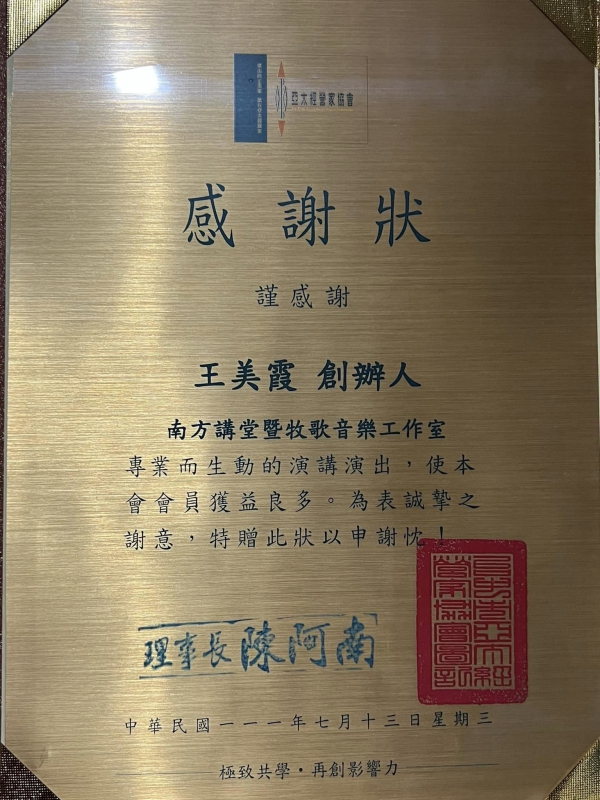 亞太經營家協會
感謝狀
謹感謝
王美霞 創辦人
南方講堂暨牧歌音樂工作室
專業而生動的演講演出，使本
會會員獲益良多。為表誠摯之
謝意，特贈此狀以申謝忱！
理事長 陳阿南
中華民國一一一年七月十三日星期三
極致共學·再創影響力